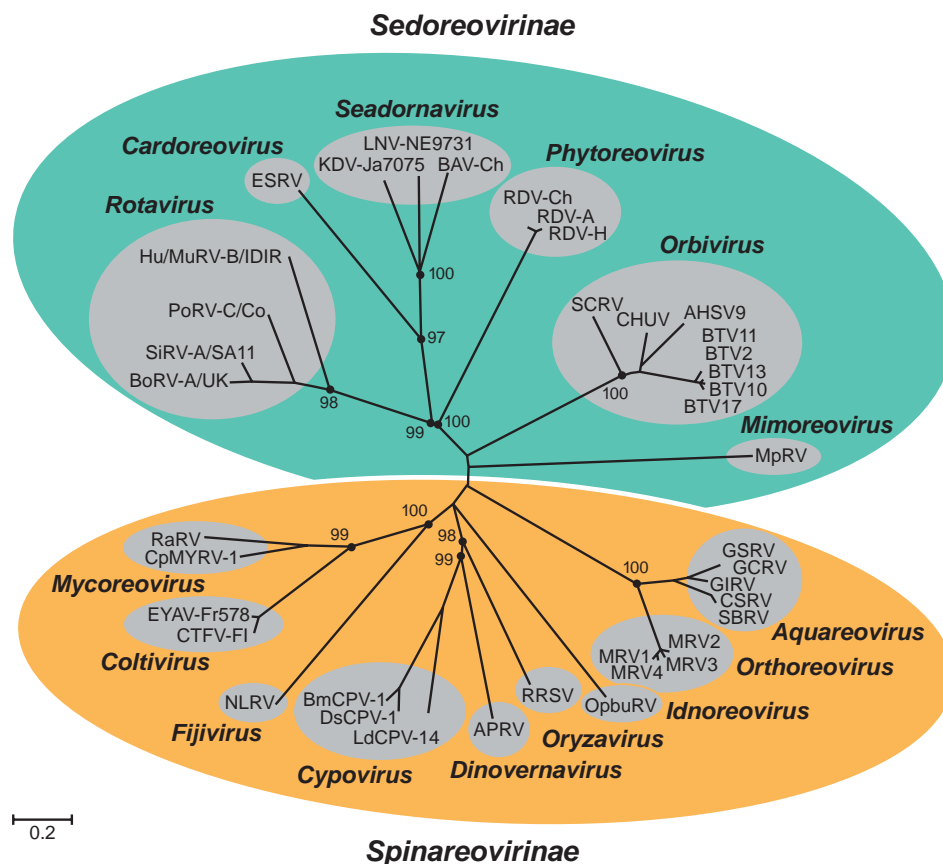 Sedoreovirinae
Seadornavirus
LNV-NE9731
KDV-Ja7075 BAV-Ch
Cardoreovirus
ESRV
Phytoreovirus
RDV-Ch
RDV-A
RDV-H
Rotavirus
Hu/MuRV-B/IDIR
PoRV-C/Co
SiRV-A/SA11
BoRV-A/UK
Orbivirus
SCRV
CHUV
AHSV9
BTV11
BTV2
BTV13
BTV10
BTV17
100
97
98
99
100
100
Mimoreovirus
MpRV
RaRV
CpMYRV-1
Mycoreovirus
99
100
98
99
100
EYAV-Fr578
CTFV-FI
Coltivirus
NLRV
Fijivirus
BmCPV-1
DsCPV-1
LdCPV-14
Cypovirus
APRV
Dinovernavirus
RRSV
Oryzavirus
OpbuRV
Idnoreovirus
GSRV
GCRV
GIRV
CSRV
SBRV
Aquareovirus
MRV2
MRV1
MRV3
MRV4
Orthoreovirus
0.2
Spinareovirinae